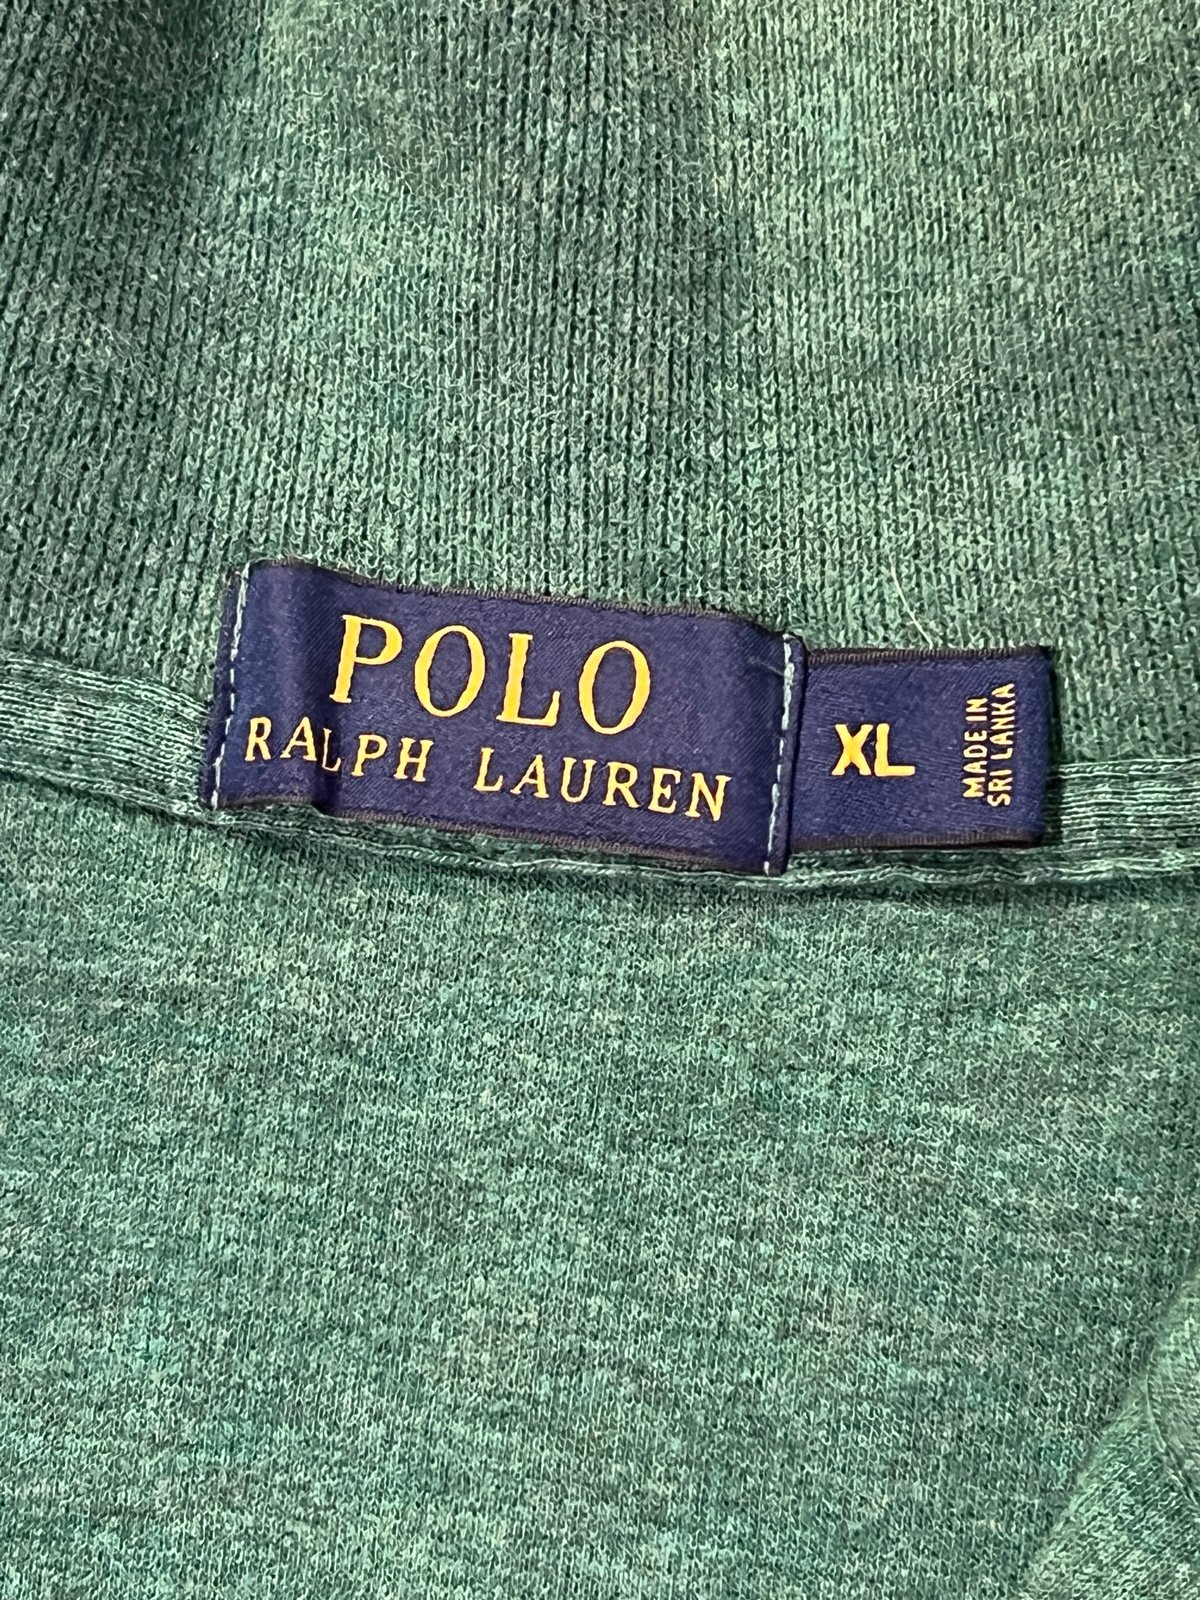 POLO
RALPH LAUREN
XL
MADE IN
SRI LANKA